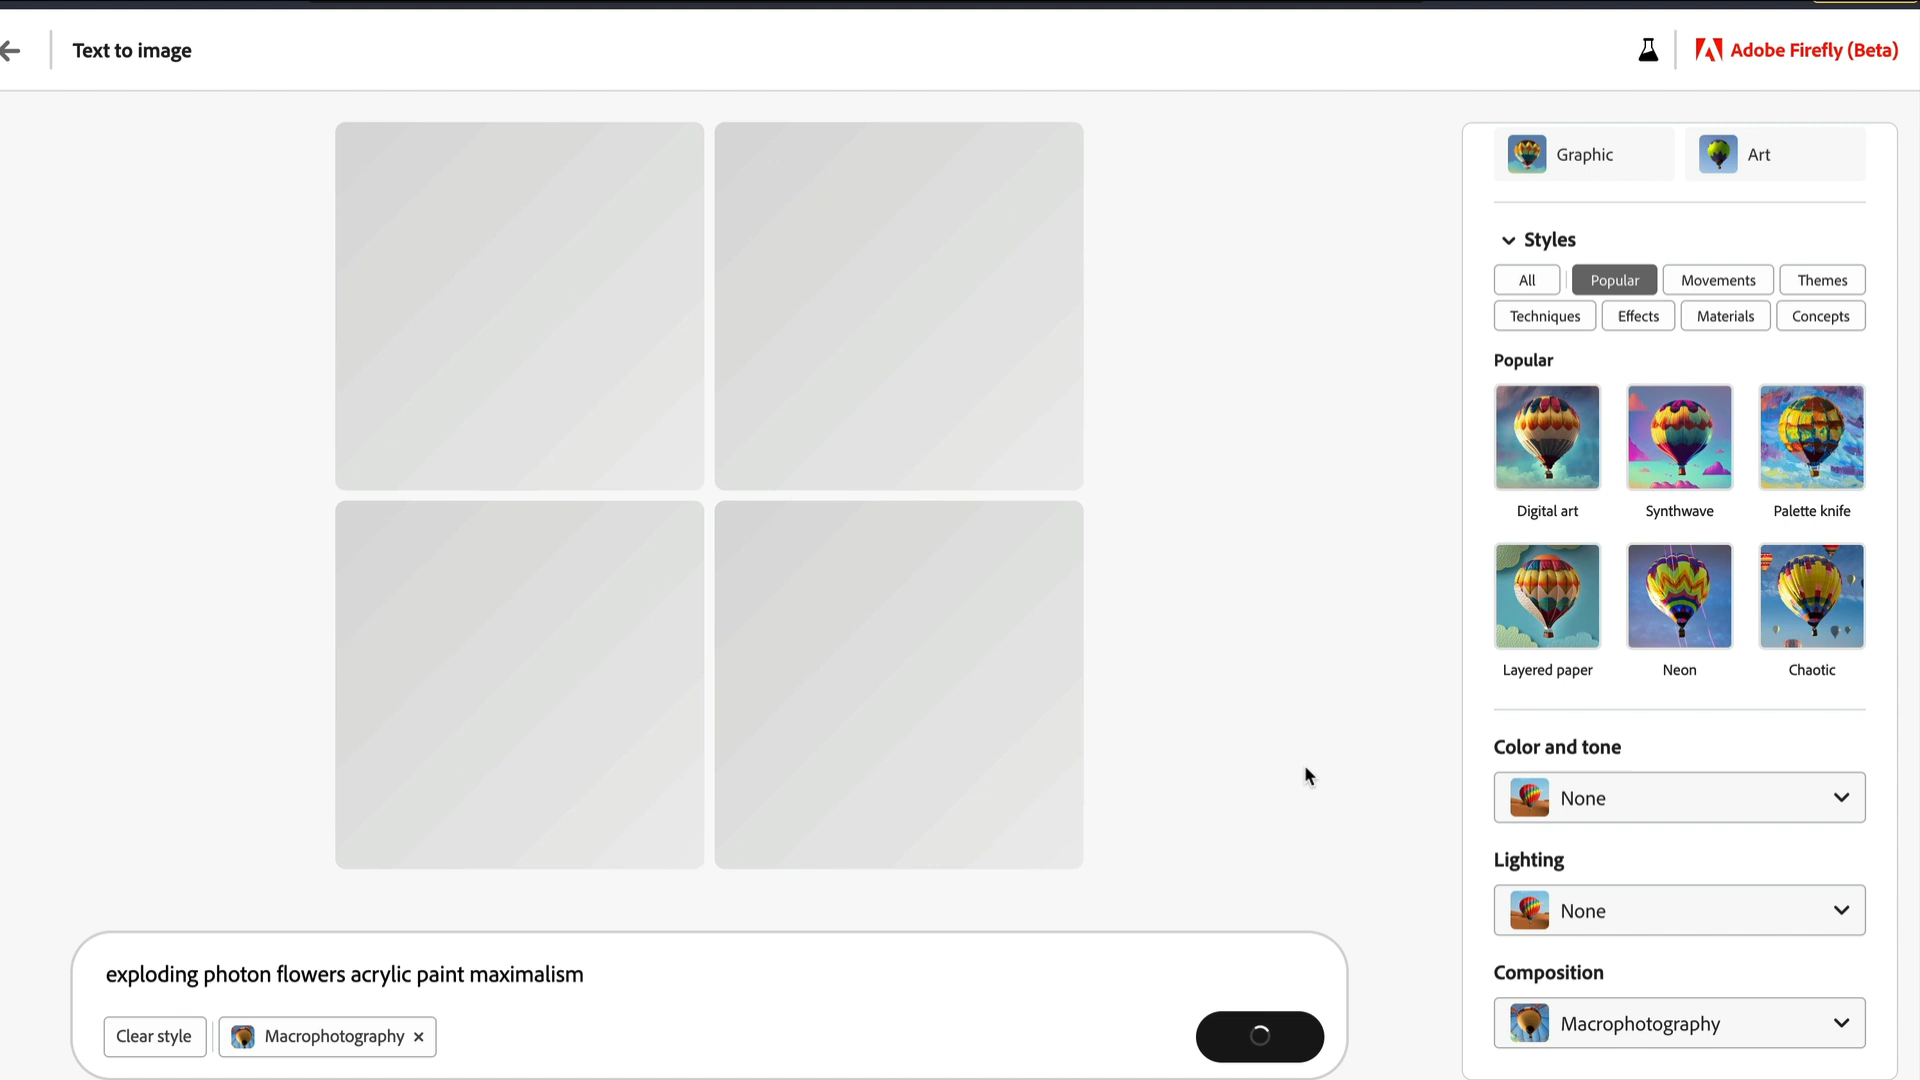 Text to image
Adobe Firefly (Beta)
Graphic
Art
Styles
All
Popular
Movements
Themes
Techniques
Effects
Materials
Concepts
Popular
Digital art
Synthwave
Palette knife
Layered paper
Neon
Chaotic
Color and tone
None
Lighting
None
Composition
Macrophotography
exploding photon flowers acrylic paint maximalism
Clear style
Macrophotography